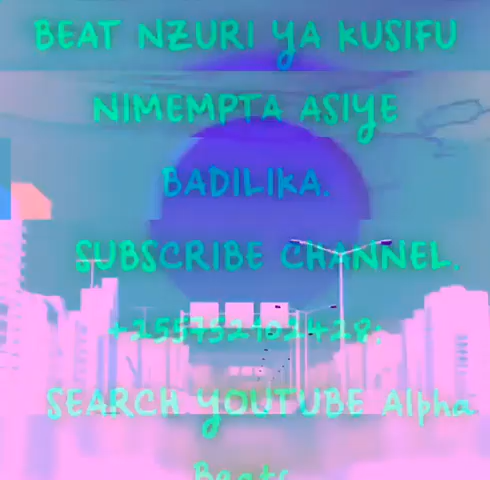 BEAT NZURI YA KUSIFU
NIMEMPTA ASIYE
BADILIKA.
SUBSCRIBE CHANNEL.
SEARCH YOUTUBE Alpha
Beats